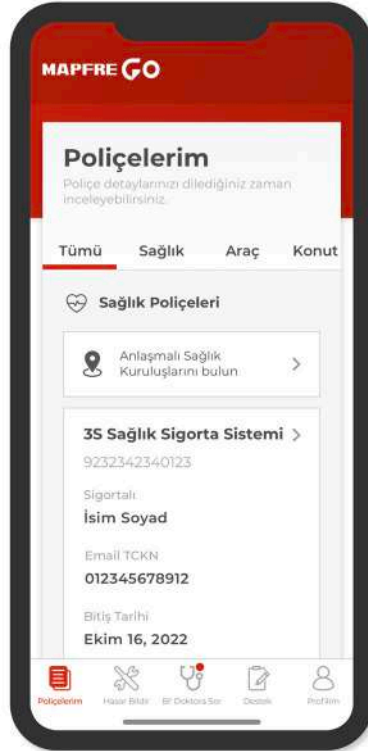 MAPFRE GO
Poliçelerim
Poliçe detaylarınızı dilediğiniz zaman
inceleyebilirsiniz.
Tümü Sağlık Araç Konut
Sağlık Poliçeleri
Anlaşmalı Sağlık
Kuruluşlarını bulun
3S Sağlık Sigorta Sistemi
9232342340123
Sigortalı
İsim Soyad
Email TCKN
012345678912
Bitiş Tarihi
Ekim 16, 2022
Poliçelerim Hasar Bildir Bi' Doktora Sor Destek Profilim